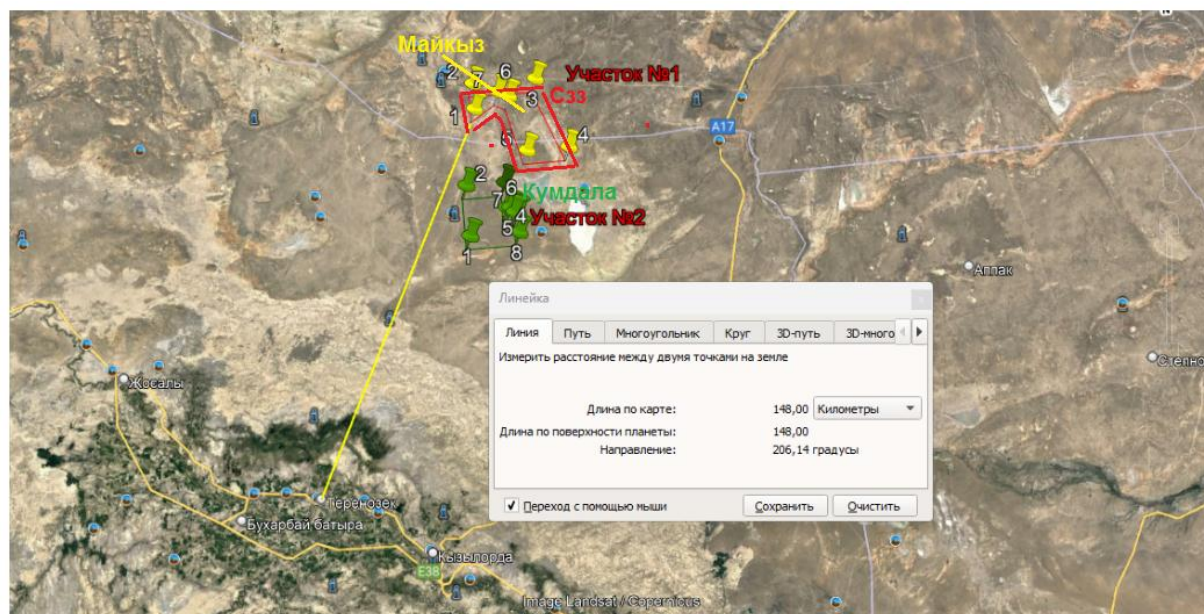 N
Майкыз
2
7
6
Участок №1
3
Сзз
1
5
4
A17
2
6
Кумдала
7
4
Участок №2
5
1
8
Аппак
Линейка
Линия Путь Многоугольник Круг 3D-путь 3D-много
Измерить расстояние между двумя точками на земле
Длина по карте: 148,00 Километры
Длина по поверхности планеты: 148,00
Направление: 206,14 градусы
Переход с помощью мыши Сохранить Очистить
Степно
Жосалы
Теренозек
Бухарбай батыра
Кызылорда
E38
Image Landsat / Copernicus